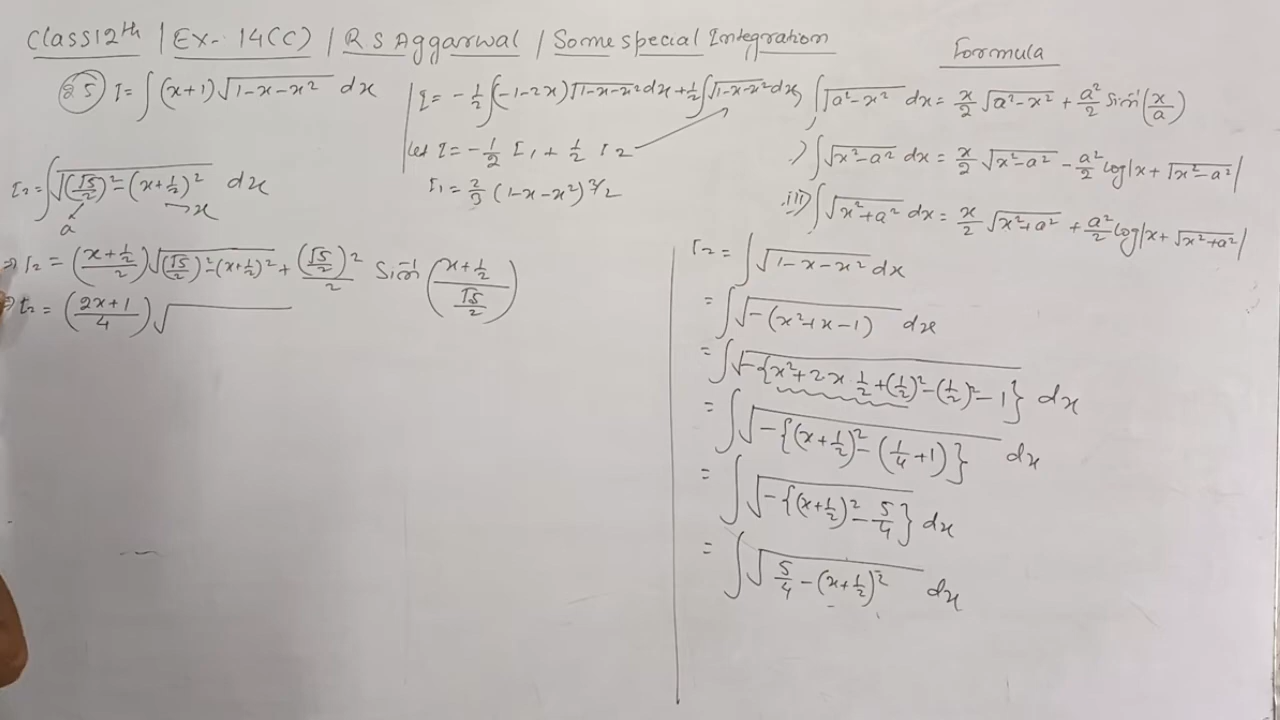 Class 12th | Ex- 14(C) | R S Aggarwal | Some special Integration
Formula
25) I = ∫(x+1)√(1-x-x²) dx
I = -1/2 ∫(-1-2x)√(1-x-x²) dx + 1/2 ∫√(1-x-x²) dx
Let I = -1/2 I₁ + 1/2 I₂
I₁ = 2/3 (1-x-x²)^3/2
I₂ = ∫√((√5/2)² - (x+1/2)²) dx
a
x
⇒ I₂ = ((x+1/2)/2) √((√5/2)² - (x+1/2)²) + (√5/2)²/2 Sin⁻¹((x+1/2)/(√5/2))
⇒ I₂ = ((2x+1)/4) √
∫√(a²-x²) dx = x/2 √(a²-x²) + a²/2 Sin⁻¹(x/a)
.) ∫√(x²-a²) dx = x/2 √(x²-a²) - a²/2 log|x + √(x²-a²)|
iii) ∫√(x²+a²) dx = x/2 √(x²+a²) + a²/2 log|x + √(x²+a²)|
I₂ = ∫√(1-x-x²) dx
= ∫√(-(x²+x-1)) dx
= ∫√(-{x²+2x.1/2+(1/2)²-(1/2)²-1}) dx
= ∫√(-{(x+1/2)²-(1/4+1)}) dx
= ∫√(-{(x+1/2)²-5/4}) dx
= ∫√(5/4-(x+1/2)²) dx